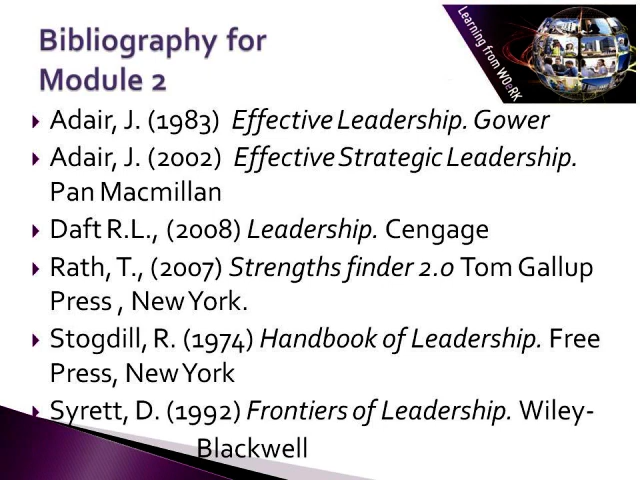 Bibliography for
Module 2
Learning from WOeRK
Adair, J. (1983) Effective Leadership. Gower
Adair, J. (2002) Effective Strategic Leadership.
Pan Macmillan
Daft R.L., (2008) Leadership. Cengage
Rath, T., (2007) Strengths finder 2.0 Tom Gallup
Press , New York.
Stogdill, R. (1974) Handbook of Leadership. Free
Press, New York
Syrett, D. (1992) Frontiers of Leadership. Wiley-
Blackwell